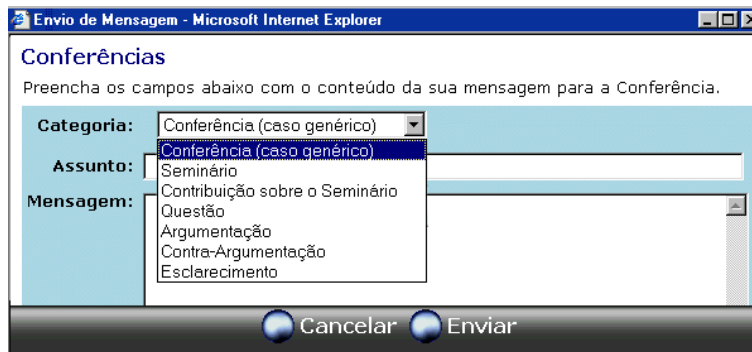 Envio de Mensagem - Microsoft Internet Explorer
Conferências
Preencha os campos abaixo com o conteúdo da sua mensagem para a Conferência.
Categoria: Conferência (caso genérico)
Conferência (caso genérico)
Assunto:
Seminário
Contribuição sobre o Seminário
Mensagem:
Questão
Argumentação
Contra-Argumentação
Esclarecimento
Cancelar Enviar